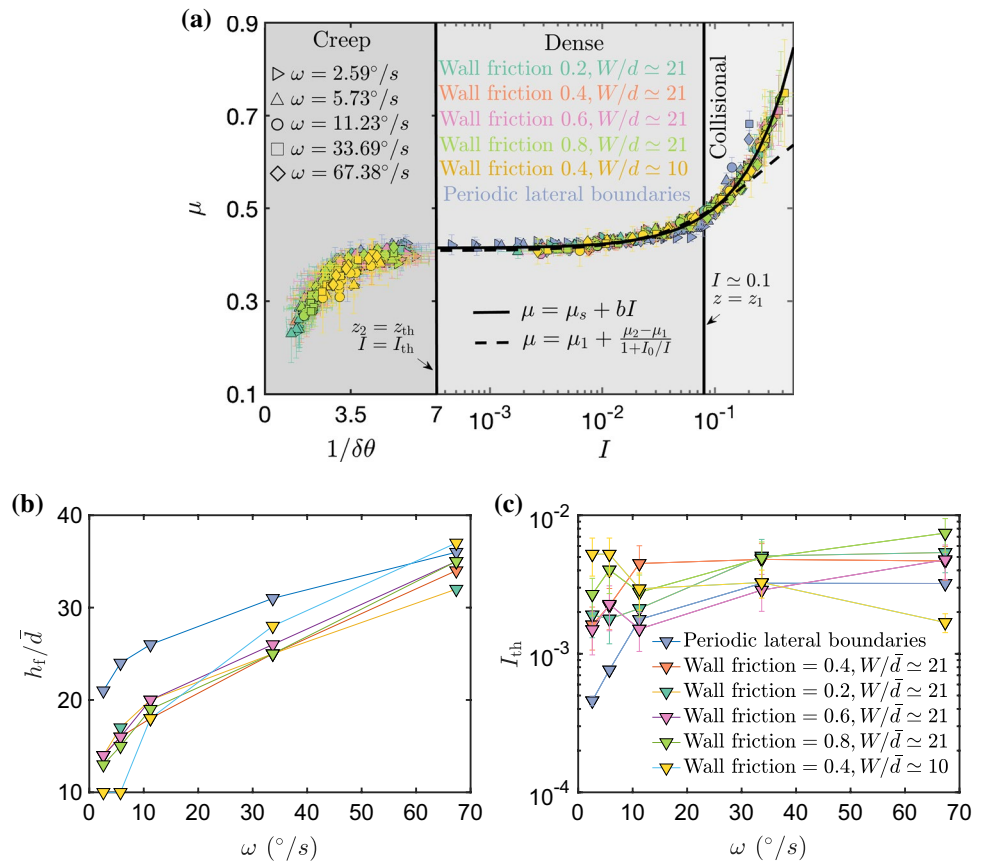 (a)
0.9
0.7
0.5
0.3
0.1
μ
Creep
ω = 2.59°/s
ω = 5.73°/s
ω = 11.23°/s
ω = 33.69°/s
ω = 67.38°/s
Dense
Wall friction 0.2, W/d ≃ 21
Wall friction 0.4, W/d ≃ 21
Wall friction 0.6, W/d ≃ 21
Wall friction 0.8, W/d ≃ 21
Wall friction 0.4, W/d ≃ 10
Periodic lateral boundaries
Collisional
I ≃ 0.1
z = z₁
z₂ = z_th
I = I_th
μ = μ_s + bI
μ = μ₁ + (μ₂−μ₁)/(1+I₀/I)
0 3.5 7 10⁻³ 10⁻² 10⁻¹
1/δθ I
(b)
40
30
20
10
h_f/d̄
0 10 20 30 40 50 60 70
ω (°/s)
(c)
10⁻²
10⁻³
10⁻⁴
I_th
Periodic lateral boundaries
Wall friction = 0.4, W/d̄ ≃ 21
Wall friction = 0.2, W/d̄ ≃ 21
Wall friction = 0.6, W/d̄ ≃ 21
Wall friction = 0.8, W/d̄ ≃ 21
Wall friction = 0.4, W/d̄ ≃ 10
0 10 20 30 40 50 60 70
ω (°/s)